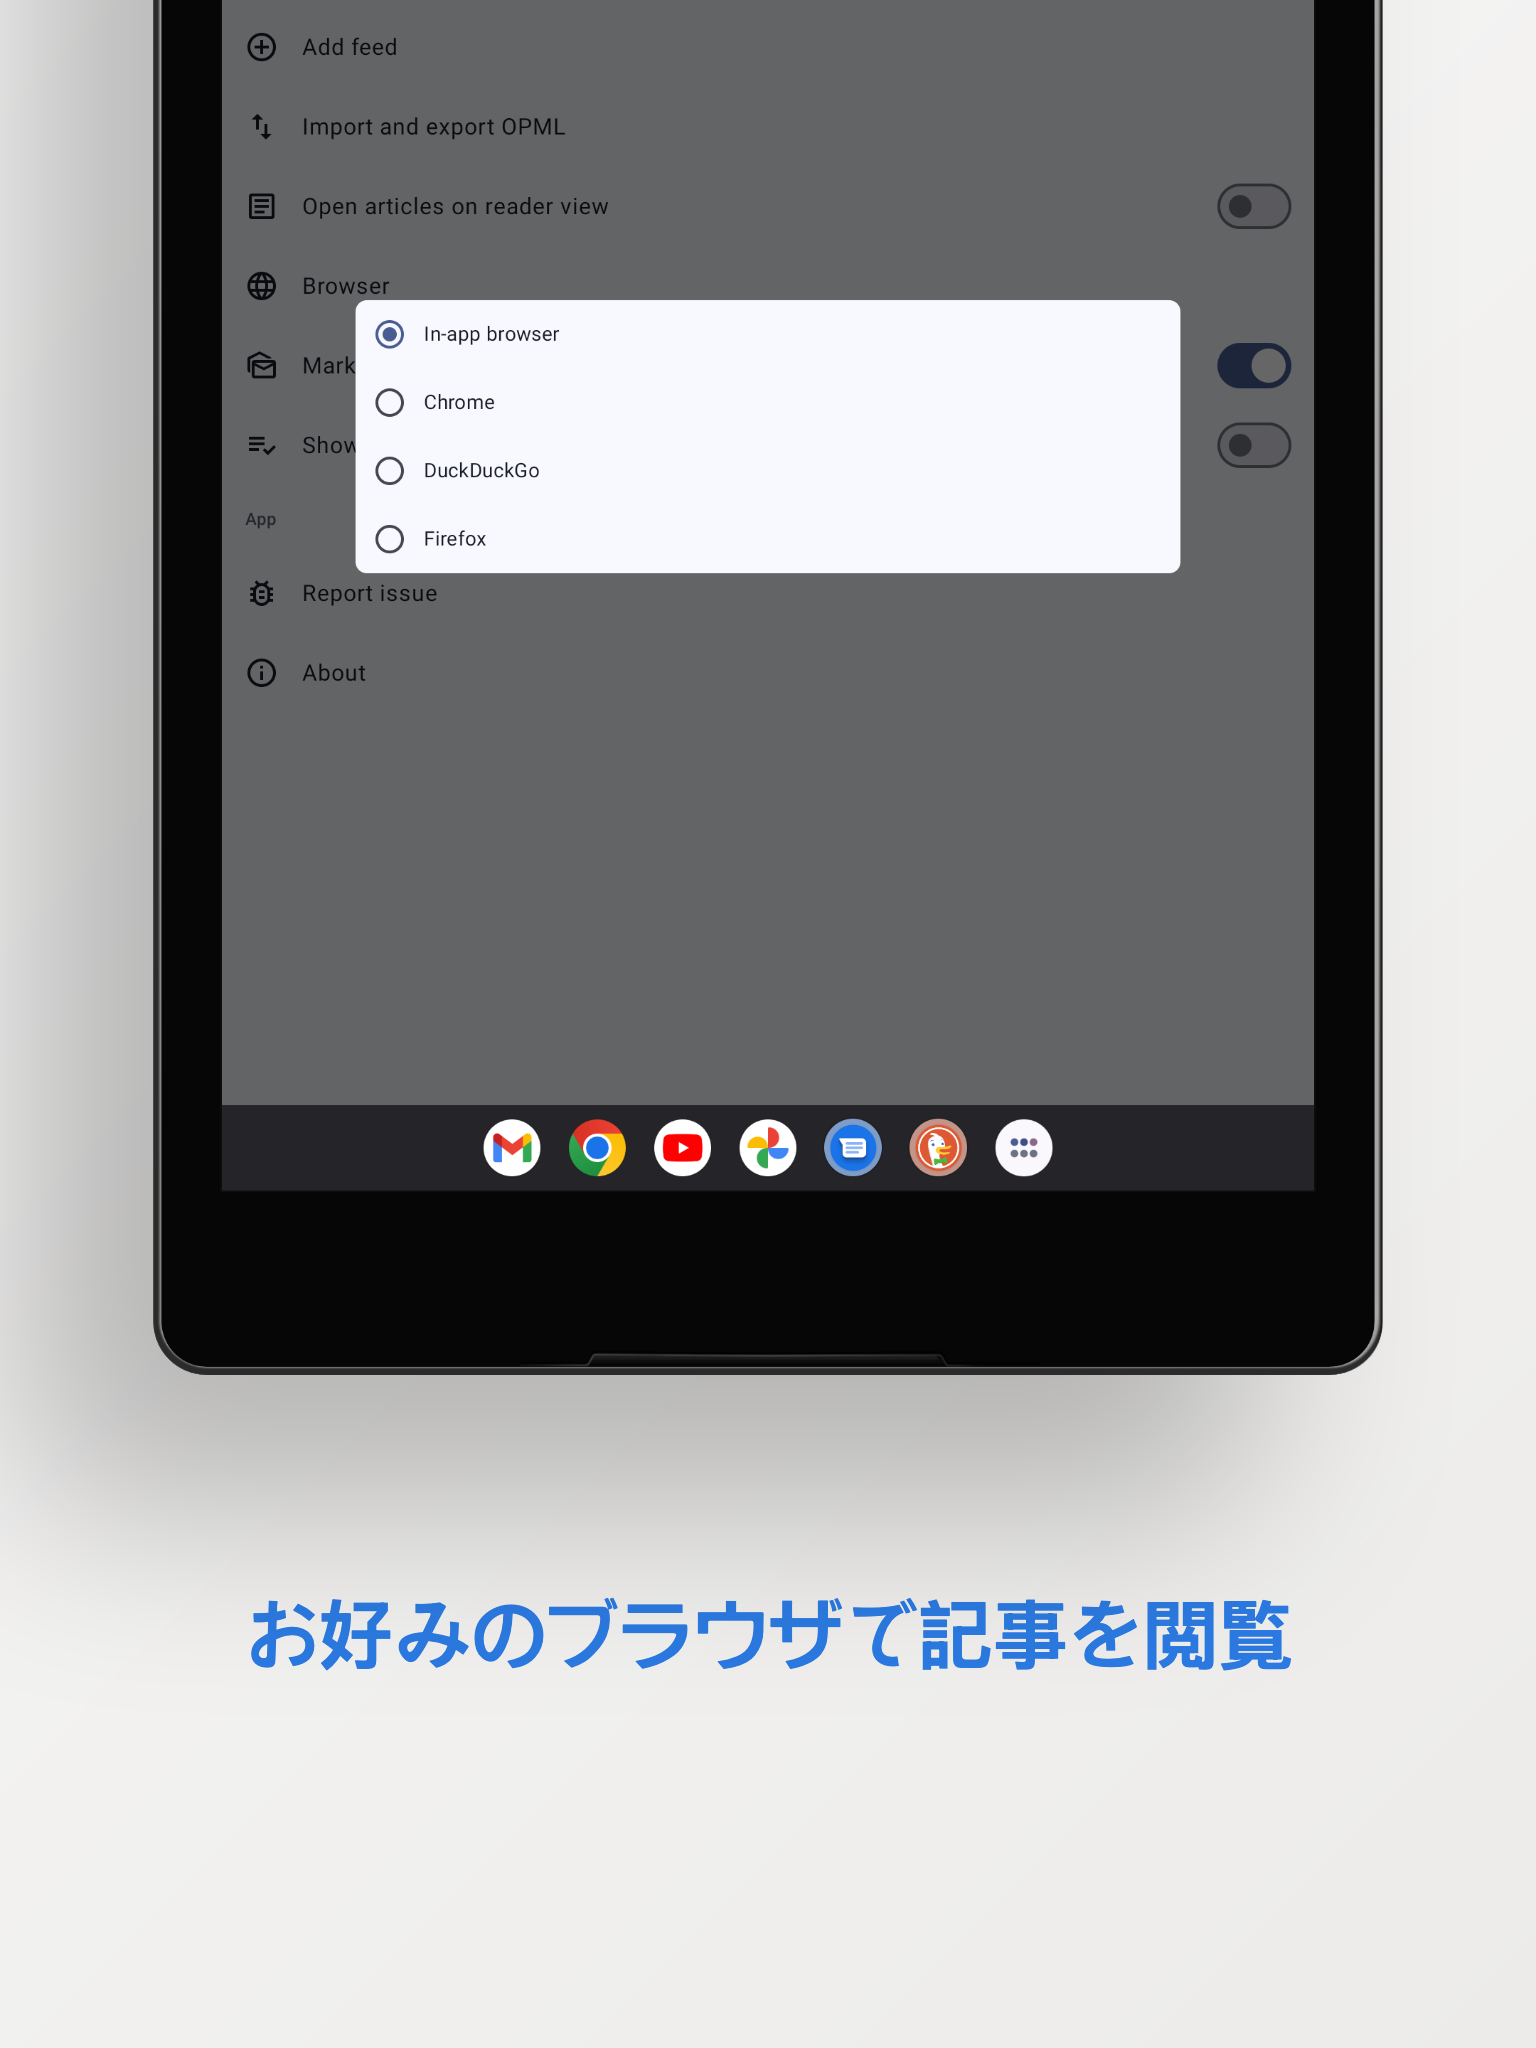 Add feed
Import and export OPML
Open articles on reader view
Browser
In-app browser
Mark
Chrome
Show
DuckDuckGo
App
Firefox
Report issue
About
お好みのブラウザで記事を閲覧